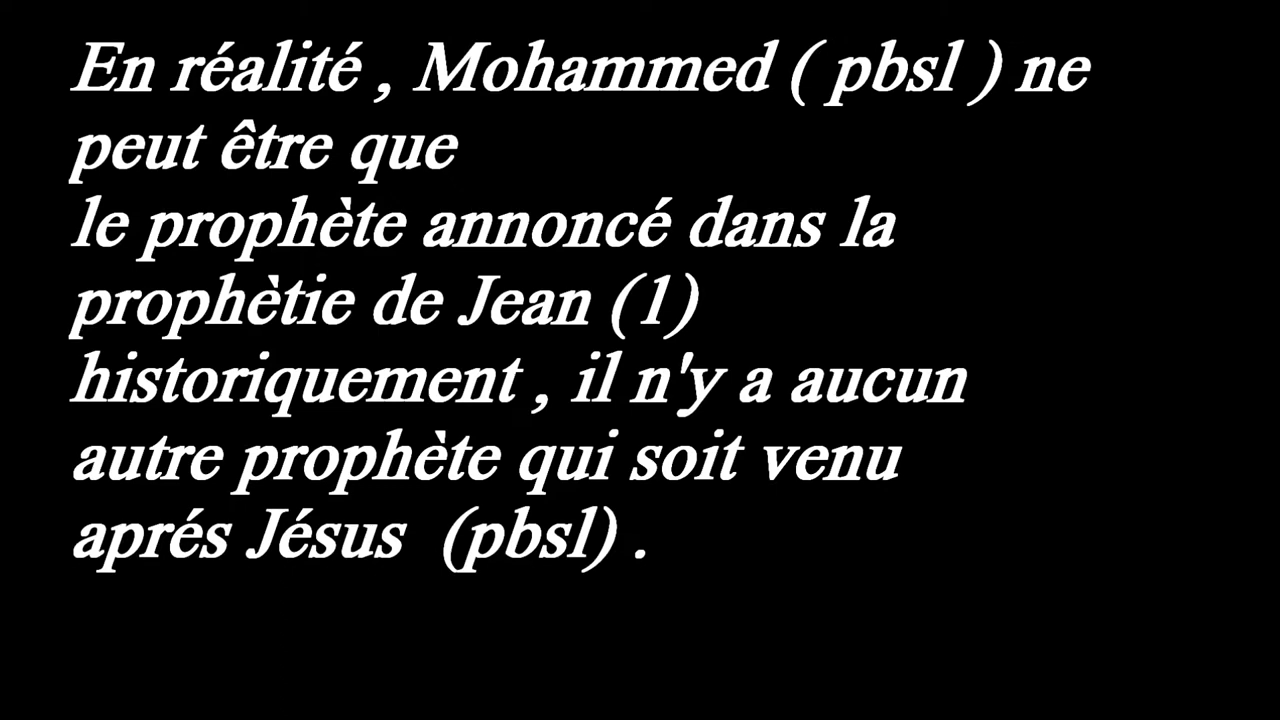 En réalité , Mohammed ( pbsl ) ne
peut être que
le prophète annoncé dans la
prophètie de Jean (1)
historiquement , il n'y a aucun
autre prophète qui soit venu
aprés Jésus  (pbsl) .